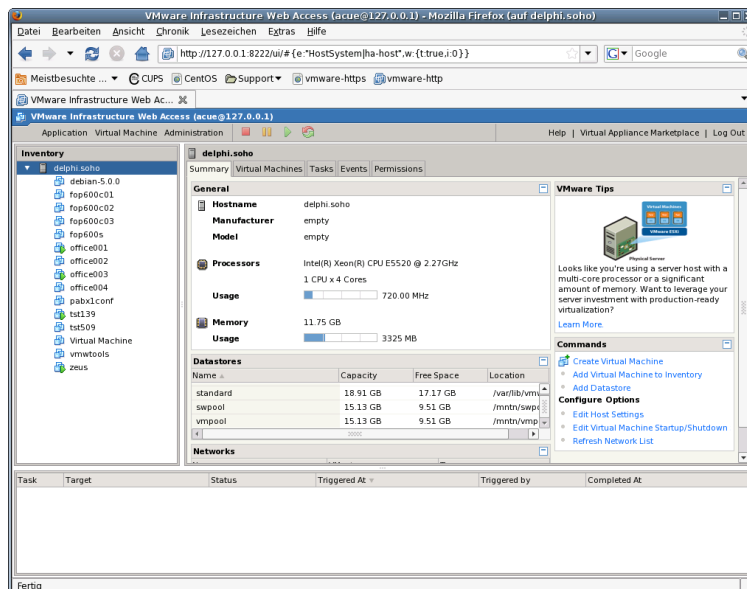 VMware Infrastructure Web Access (acue@127.0.0.1) - Mozilla Firefox (auf delphi.soho)
Datei Bearbeiten Ansicht Chronik Lesezeichen Extras Hilfe
http://127.0.0.1:8222/ui/#{e:"HostSystem|ha-host",w:{t:true,i:0}}
Google
Meistbesuchte ... CUPS CentOS Support vmware-https vmware-http
VMware Infrastructure Web Ac...
VMware Infrastructure Web Access (acue@127.0.0.1)
Application Virtual Machine Administration
Help | Virtual Appliance Marketplace | Log Out
Inventory
delphi.soho
debian-5.0.0
fop600c01
fop600c02
fop600c03
fop600s
office001
office002
office003
office004
pabx1conf
tst139
tst509
Virtual Machine
vmwtools
zeus
delphi.soho
Summary Virtual Machines Tasks Events Permissions
General
Hostname delphi.soho
Manufacturer empty
Model empty
Processors Intel(R) Xeon(R) CPU E5520 @ 2.27GHz
1 CPU x 4 Cores
Usage 720.00 MHz
Memory 11.75 GB
Usage 3325 MB
Datastores
Name Capacity Free Space Location
standard 18.91 GB 17.17 GB /var/lib/vmw
swpool 15.13 GB 9.51 GB /mntn/swpo
vmpool 15.13 GB 9.51 GB /mntn/vmp
Networks
VMware Tips
Virtual Machines
VMware ESXi
Physical Server
Looks like you're using a server host with a
multi-core processor or a significant
amount of memory. Want to leverage your
server investment with production-ready
virtualization?
Learn More.
Commands
Create Virtual Machine
Add Virtual Machine to Inventory
Add Datastore
Configure Options
Edit Host Settings
Edit Virtual Machine Startup/Shutdown
Refresh Network List
Task Target Status Triggered At Triggered by Completed At
Fertig